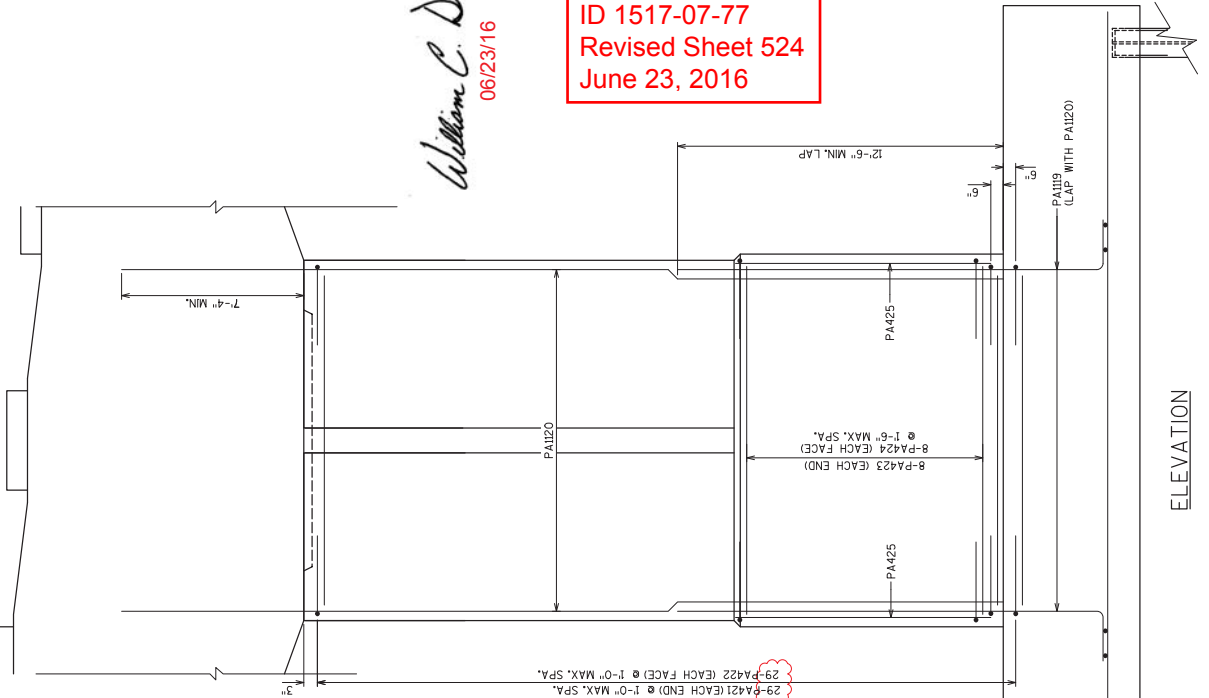 William C. D
06/23/16
ID 1517-07-77
Revised Sheet 524
June 23, 2016
12'-6" MIN. LAP
6"
6"
PA1119
(LAP WITH PA1120)
7'-4" MIN.
PA1120
PA425
8-PA423 (EACH END)
8-PA424 (EACH FACE)
@ 1'-6" MAX. SPA.
PA425
ELEVATION
3"
29-PA421 (EACH END) @ 1'-0" MAX. SPA.
29-PA422 (EACH FACE) @ 1'-0" MAX. SPA.